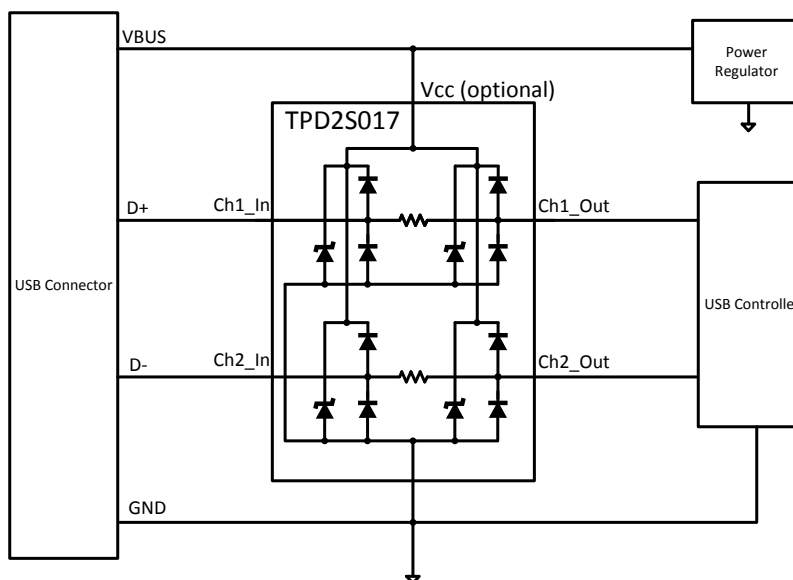 VBUS
Power
Regulator
Vcc (optional)
TPD2S017
D+
Ch1_In
Ch1_Out
USB Connector
USB Controlle
D-
Ch2_In
Ch2_Out
GND